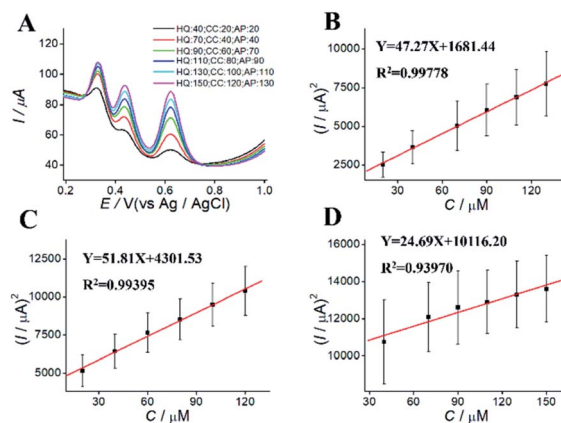 A
HQ:40;CC:20;AP:20
HQ:70;CC:40;AP:40
HQ:90;CC:60;AP:70
HQ:110;CC:80;AP:90
HQ:130;CC:100;AP:110
HQ:150;CC:120;AP:130
I / μA
100
80
60
40
0.2 0.4 0.6 0.8 1.0
E / V(vs Ag / AgCl)
B
Y=47.27X+1681.44
R²=0.99778
(I / μA)²
10000
7500
5000
2500
30 60 90 120
C / μM
C
Y=51.81X+4301.53
R²=0.99395
(I / μA)²
12500
10000
7500
5000
30 60 90 120
C / μM
D
Y=24.69X+10116.20
R²=0.93970
(I / μA)²
16000
14000
12000
10000
30 60 90 120 150
C / μM